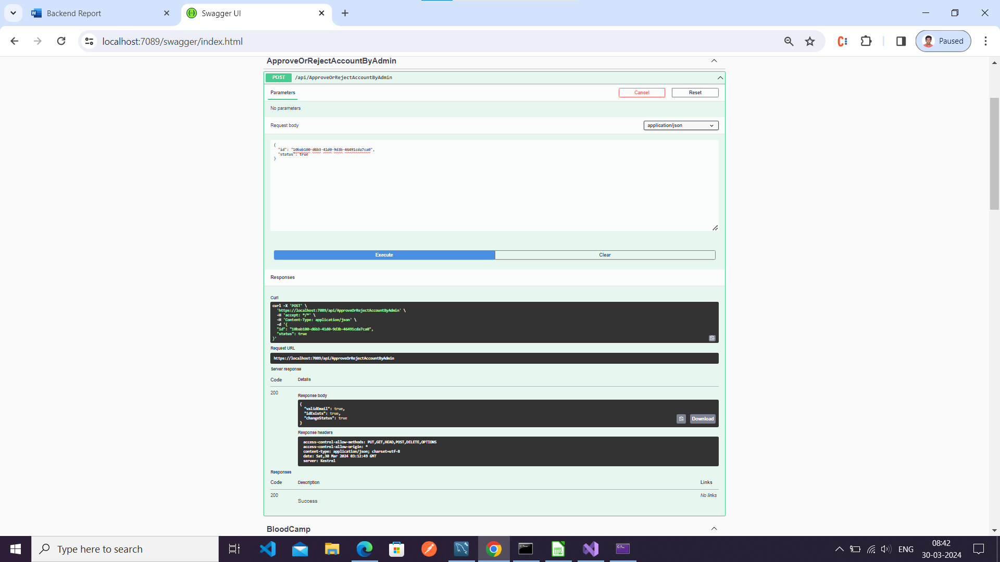 Backend Report
Swagger UI
localhost:7089/swagger/index.html
Paused
ApproveOrRejectAccountByAdmin
POST /api/ApproveOrRejectAccountByAdmin
Parameters
Cancel
Reset
No parameters
Request body
application/json
{
"id": "10bab100-d6b3-41d0-9d3b-46491cda7ca0",
"status": true
}
Execute
Clear
Responses
Curl
curl -X 'POST' \
'https://localhost:7089/api/ApproveOrRejectAccountByAdmin' \
-H 'accept: */*' \
-H 'Content-Type: application/json' \
-d '{
"id": "10bab100-d6b3-41d0-9d3b-46491cda7ca0",
"status": true
}'
Request URL
https://localhost:7089/api/ApproveOrRejectAccountByAdmin
Server response
Code Details
200
Response body
{
"validEmail": true,
"idExists": true,
"changeStatus": true
}
Download
Response headers
access-control-allow-methods: PUT,GET,HEAD,POST,DELETE,OPTIONS
access-control-allow-origin: *
content-type: application/json; charset=utf-8
date: Sat,30 Mar 2024 03:12:49 GMT
server: Kestrel
Responses
Code Description Links
200 No links
Success
BloodCamp
Type here to search
ENG
08:42
30-03-2024